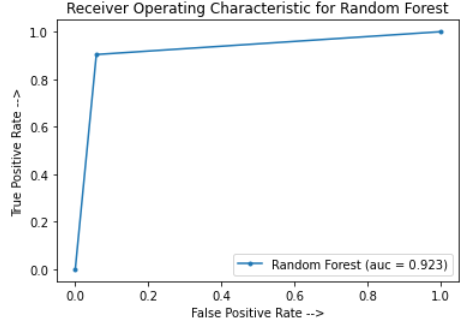 Receiver Operating Characteristic for Random Forest
1.0
0.8
0.6
0.4
0.2
0.0
True Positive Rate -->
Random Forest (auc = 0.923)
0.0 0.2 0.4 0.6 0.8 1.0
False Positive Rate -->